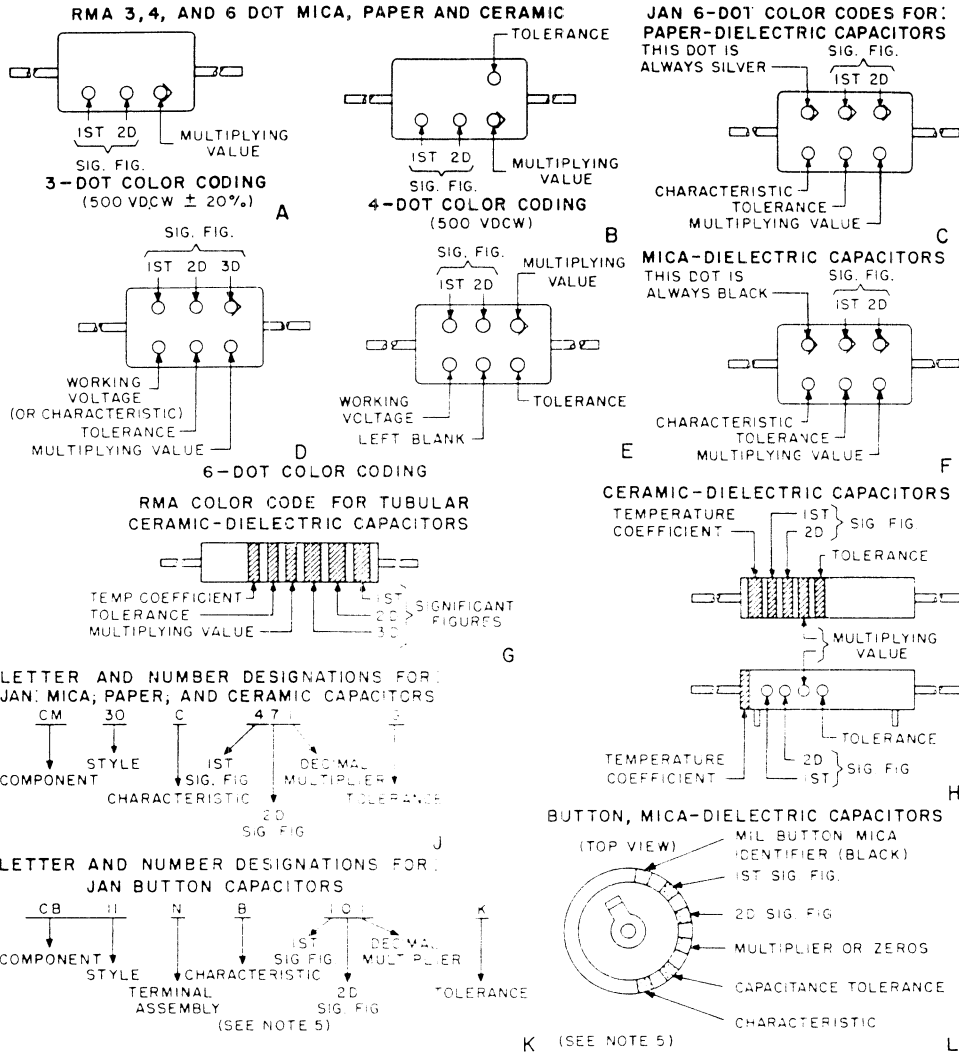 RMA 3, 4, AND 6 DOT MICA, PAPER AND CERAMIC
1ST 2D
SIG. FIG.
MULTIPLYING
VALUE
3-DOT COLOR CODING
(500 VDCW ± 20%)
A
TOLERANCE
1ST 2D
SIG. FIG.
MULTIPLYING
VALUE
4-DOT COLOR CODING
(500 VDCW)
B
JAN 6-DOT COLOR CODES FOR:
PAPER-DIELECTRIC CAPACITORS
THIS DOT IS
ALWAYS SILVER
SIG. FIG.
1ST 2D
CHARACTERISTIC
TOLERANCE
MULTIPLYING VALUE
C
SIG. FIG.
1ST 2D 3D
WORKING
VOLTAGE
(OR CHARACTERISTIC)
TOLERANCE
MULTIPLYING VALUE
D
SIG. FIG.
1ST 2D
MULTIPLYING
VALUE
WORKING
VOLTAGE
LEFT BLANK
TOLERANCE
E
6-DOT COLOR CODING
MICA-DIELECTRIC CAPACITORS
THIS DOT IS
ALWAYS BLACK
SIG. FIG.
1ST 2D
CHARACTERISTIC
TOLERANCE
MULTIPLYING VALUE
F
RMA COLOR CODE FOR TUBULAR
CERAMIC-DIELECTRIC CAPACITORS
TEMP COEFFICIENT
TOLERANCE
MULTIPLYING VALUE
1ST
2D
3D
SIGNIFICANT
FIGURES
G
CERAMIC-DIELECTRIC CAPACITORS
TEMPERATURE
COEFFICIENT
1ST
2D
SIG FIG
TOLERANCE
MULTIPLYING
VALUE
TOLERANCE
TEMPERATURE
COEFFICIENT
2D
1ST
SIG FIG
H
LETTER AND NUMBER DESIGNATIONS FOR:
JAN: MICA; PAPER; AND CERAMIC CAPACITORS
CM 30 C 471
COMPONENT
STYLE
CHARACTERISTIC
1ST
SIG. FIG
2D
SIG FIG
DECIMAL
MULTIPLIER
TOLERANCE
J
LETTER AND NUMBER DESIGNATIONS FOR:
JAN BUTTON CAPACITORS
CB 11 N B 101 K
COMPONENT
STYLE
TERMINAL
ASSEMBLY
CHARACTERISTIC
1ST
SIG FIG
2D
SIG. FIG
DECIMAL
MULTIPLIER
TOLERANCE
(SEE NOTE 5)
K
BUTTON, MICA-DIELECTRIC CAPACITORS
(TOP VIEW)
MIL BUTTON MICA
IDENTIFIER (BLACK)
1ST SIG FIG.
2D SIG. FIG
MULTIPLIER OR ZEROS
CAPACITANCE TOLERANCE
CHARACTERISTIC
(SEE NOTE 5)
L